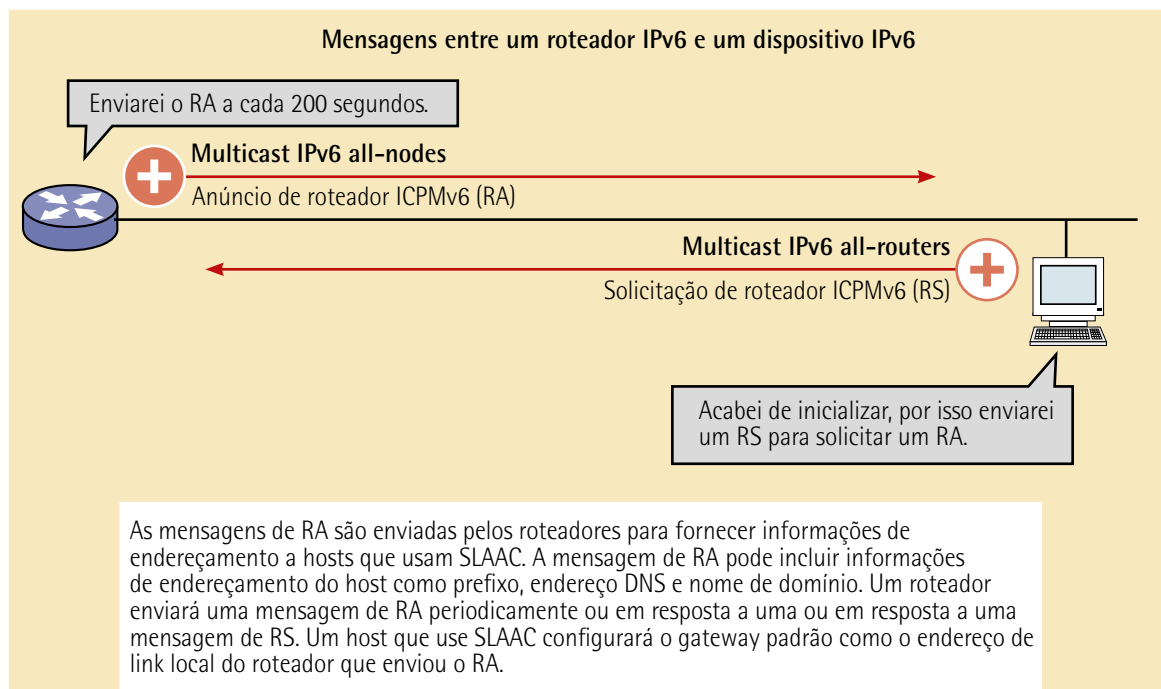 Mensagens entre um roteador IPv6 e um dispositivo IPv6
Enviarei o RA a cada 200 segundos.
Multicast IPv6 all-nodes
Anúncio de roteador ICPMv6 (RA)
Multicast IPv6 all-routers
Solicitação de roteador ICPMv6 (RS)
Acabei de inicializar, por isso enviarei
um RS para solicitar um RA.
As mensagens de RA são enviadas pelos roteadores para fornecer informações de
endereçamento a hosts que usam SLAAC. A mensagem de RA pode incluir informações
de endereçamento do host como prefixo, endereço DNS e nome de domínio. Um roteador
enviará uma mensagem de RA periodicamente ou em resposta a uma ou em resposta a uma
mensagem de RS. Um host que use SLAAC configurará o gateway padrão como o endereço de
link local do roteador que enviou o RA.